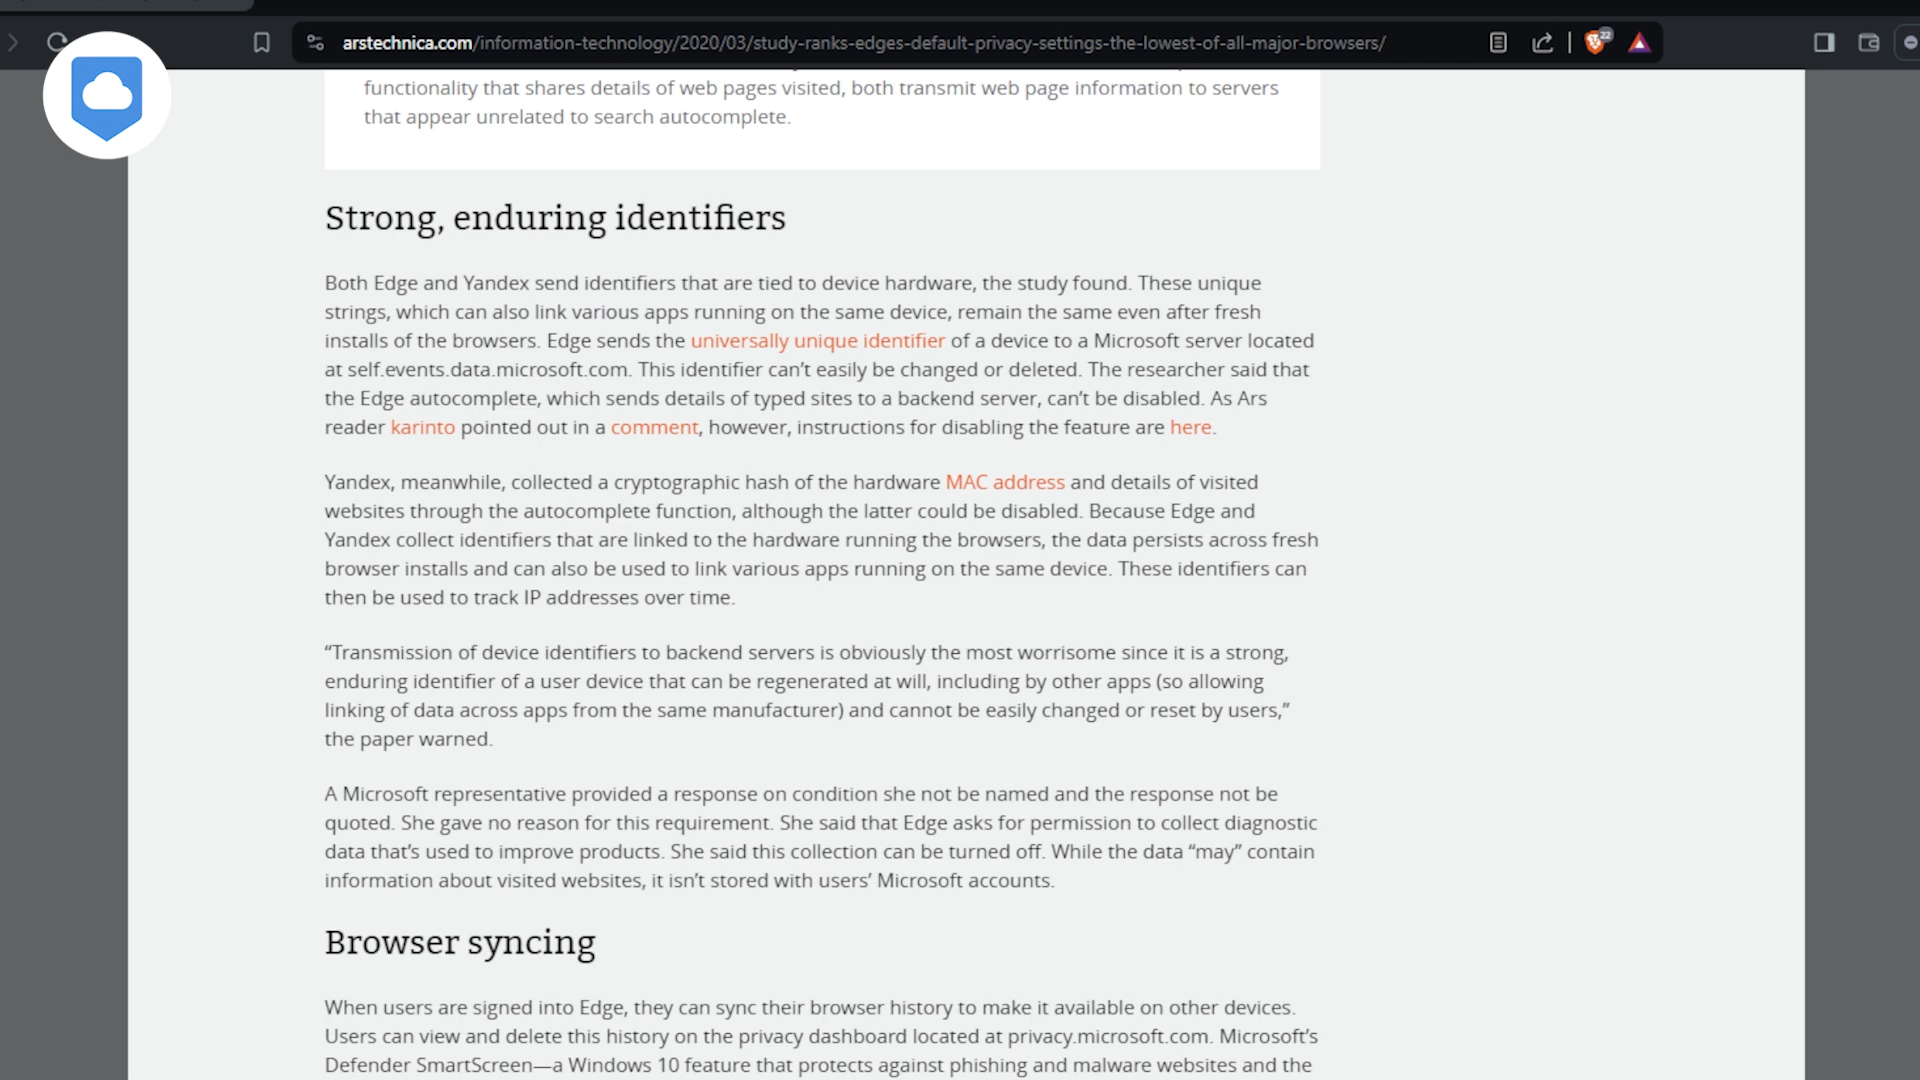 arstechnica.com/information-technology/2020/03/study-ranks-edges-default-privacy-settings-the-lowest-of-all-major-browsers/
22
functionality that shares details of web pages visited, both transmit web page information to servers
that appear unrelated to search autocomplete.
Strong, enduring identifiers
Both Edge and Yandex send identifiers that are tied to device hardware, the study found. These unique
strings, which can also link various apps running on the same device, remain the same even after fresh
installs of the browsers. Edge sends the universally unique identifier of a device to a Microsoft server located
at self.events.data.microsoft.com. This identifier can’t easily be changed or deleted. The researcher said that
the Edge autocomplete, which sends details of typed sites to a backend server, can’t be disabled. As Ars
reader karinto pointed out in a comment, however, instructions for disabling the feature are here.
Yandex, meanwhile, collected a cryptographic hash of the hardware MAC address and details of visited
websites through the autocomplete function, although the latter could be disabled. Because Edge and
Yandex collect identifiers that are linked to the hardware running the browsers, the data persists across fresh
browser installs and can also be used to link various apps running on the same device. These identifiers can
then be used to track IP addresses over time.
“Transmission of device identifiers to backend servers is obviously the most worrisome since it is a strong,
enduring identifier of a user device that can be regenerated at will, including by other apps (so allowing
linking of data across apps from the same manufacturer) and cannot be easily changed or reset by users,”
the paper warned.
A Microsoft representative provided a response on condition she not be named and the response not be
quoted. She gave no reason for this requirement. She said that Edge asks for permission to collect diagnostic
data that’s used to improve products. She said this collection can be turned off. While the data “may” contain
information about visited websites, it isn’t stored with users’ Microsoft accounts.
Browser syncing
When users are signed into Edge, they can sync their browser history to make it available on other devices.
Users can view and delete this history on the privacy dashboard located at privacy.microsoft.com. Microsoft’s
Defender SmartScreen—a Windows 10 feature that protects against phishing and malware websites and the